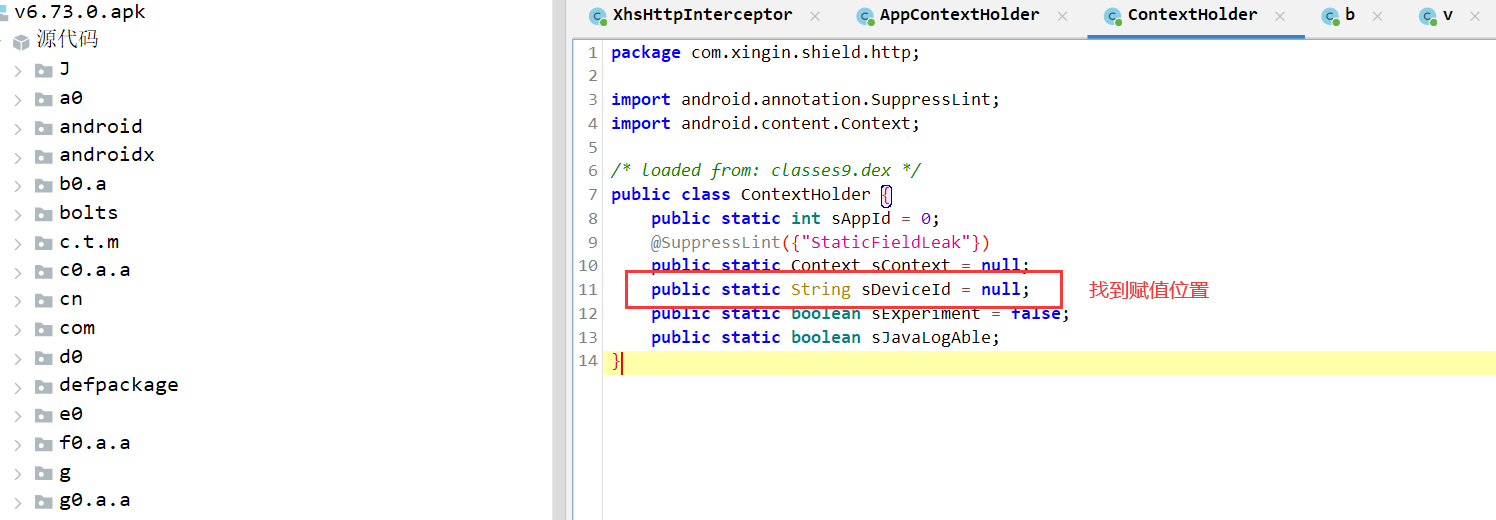 v6.73.0.apk
源代码
J
a0
android
androidx
b0.a
bolts
c.t.m
c0.a.a
cn
com
d0
defpackage
e0
f0.a.a
g
g0.a.a
XhsHttpInterceptor × AppContextHolder × ContextHolder × b × v ×
1 package com.xingin.shield.http;
2
3 import android.annotation.SuppressLint;
4 import android.content.Context;
5
6 /* loaded from: classes9.dex */
7 public class ContextHolder {
8 public static int sAppId = 0;
9 @SuppressLint({"StaticFieldLeak"})
10 public static Context sContext = null;
11 public static String sDeviceId = null; 找到赋值位置
12 public static boolean sExperiment = false;
13 public static boolean sJavaLogAble;
14 }